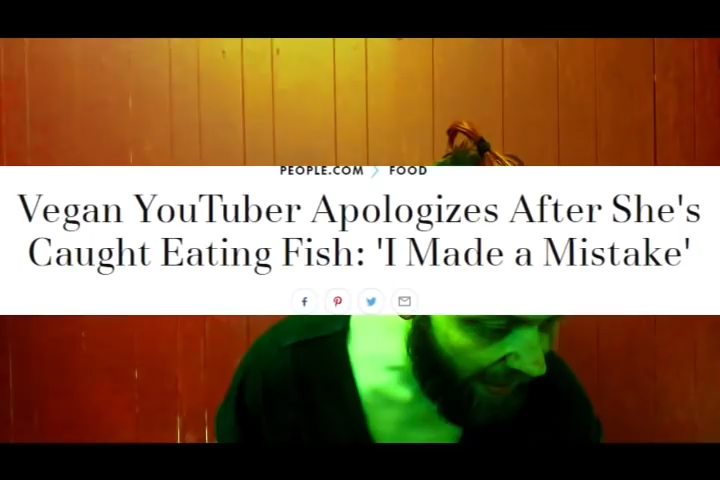 PEOPLE.COM > FOOD
Vegan YouTuber Apologizes After She's
Caught Eating Fish: 'I Made a Mistake'